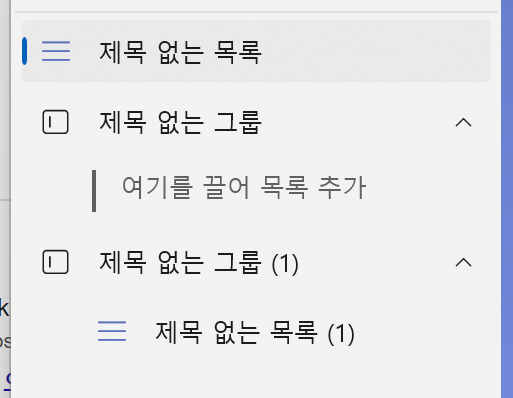 제목 없는 목록
제목 없는 그룹
여기를 끌어 목록 추가
제목 없는 그룹 (1)
제목 없는 목록 (1)